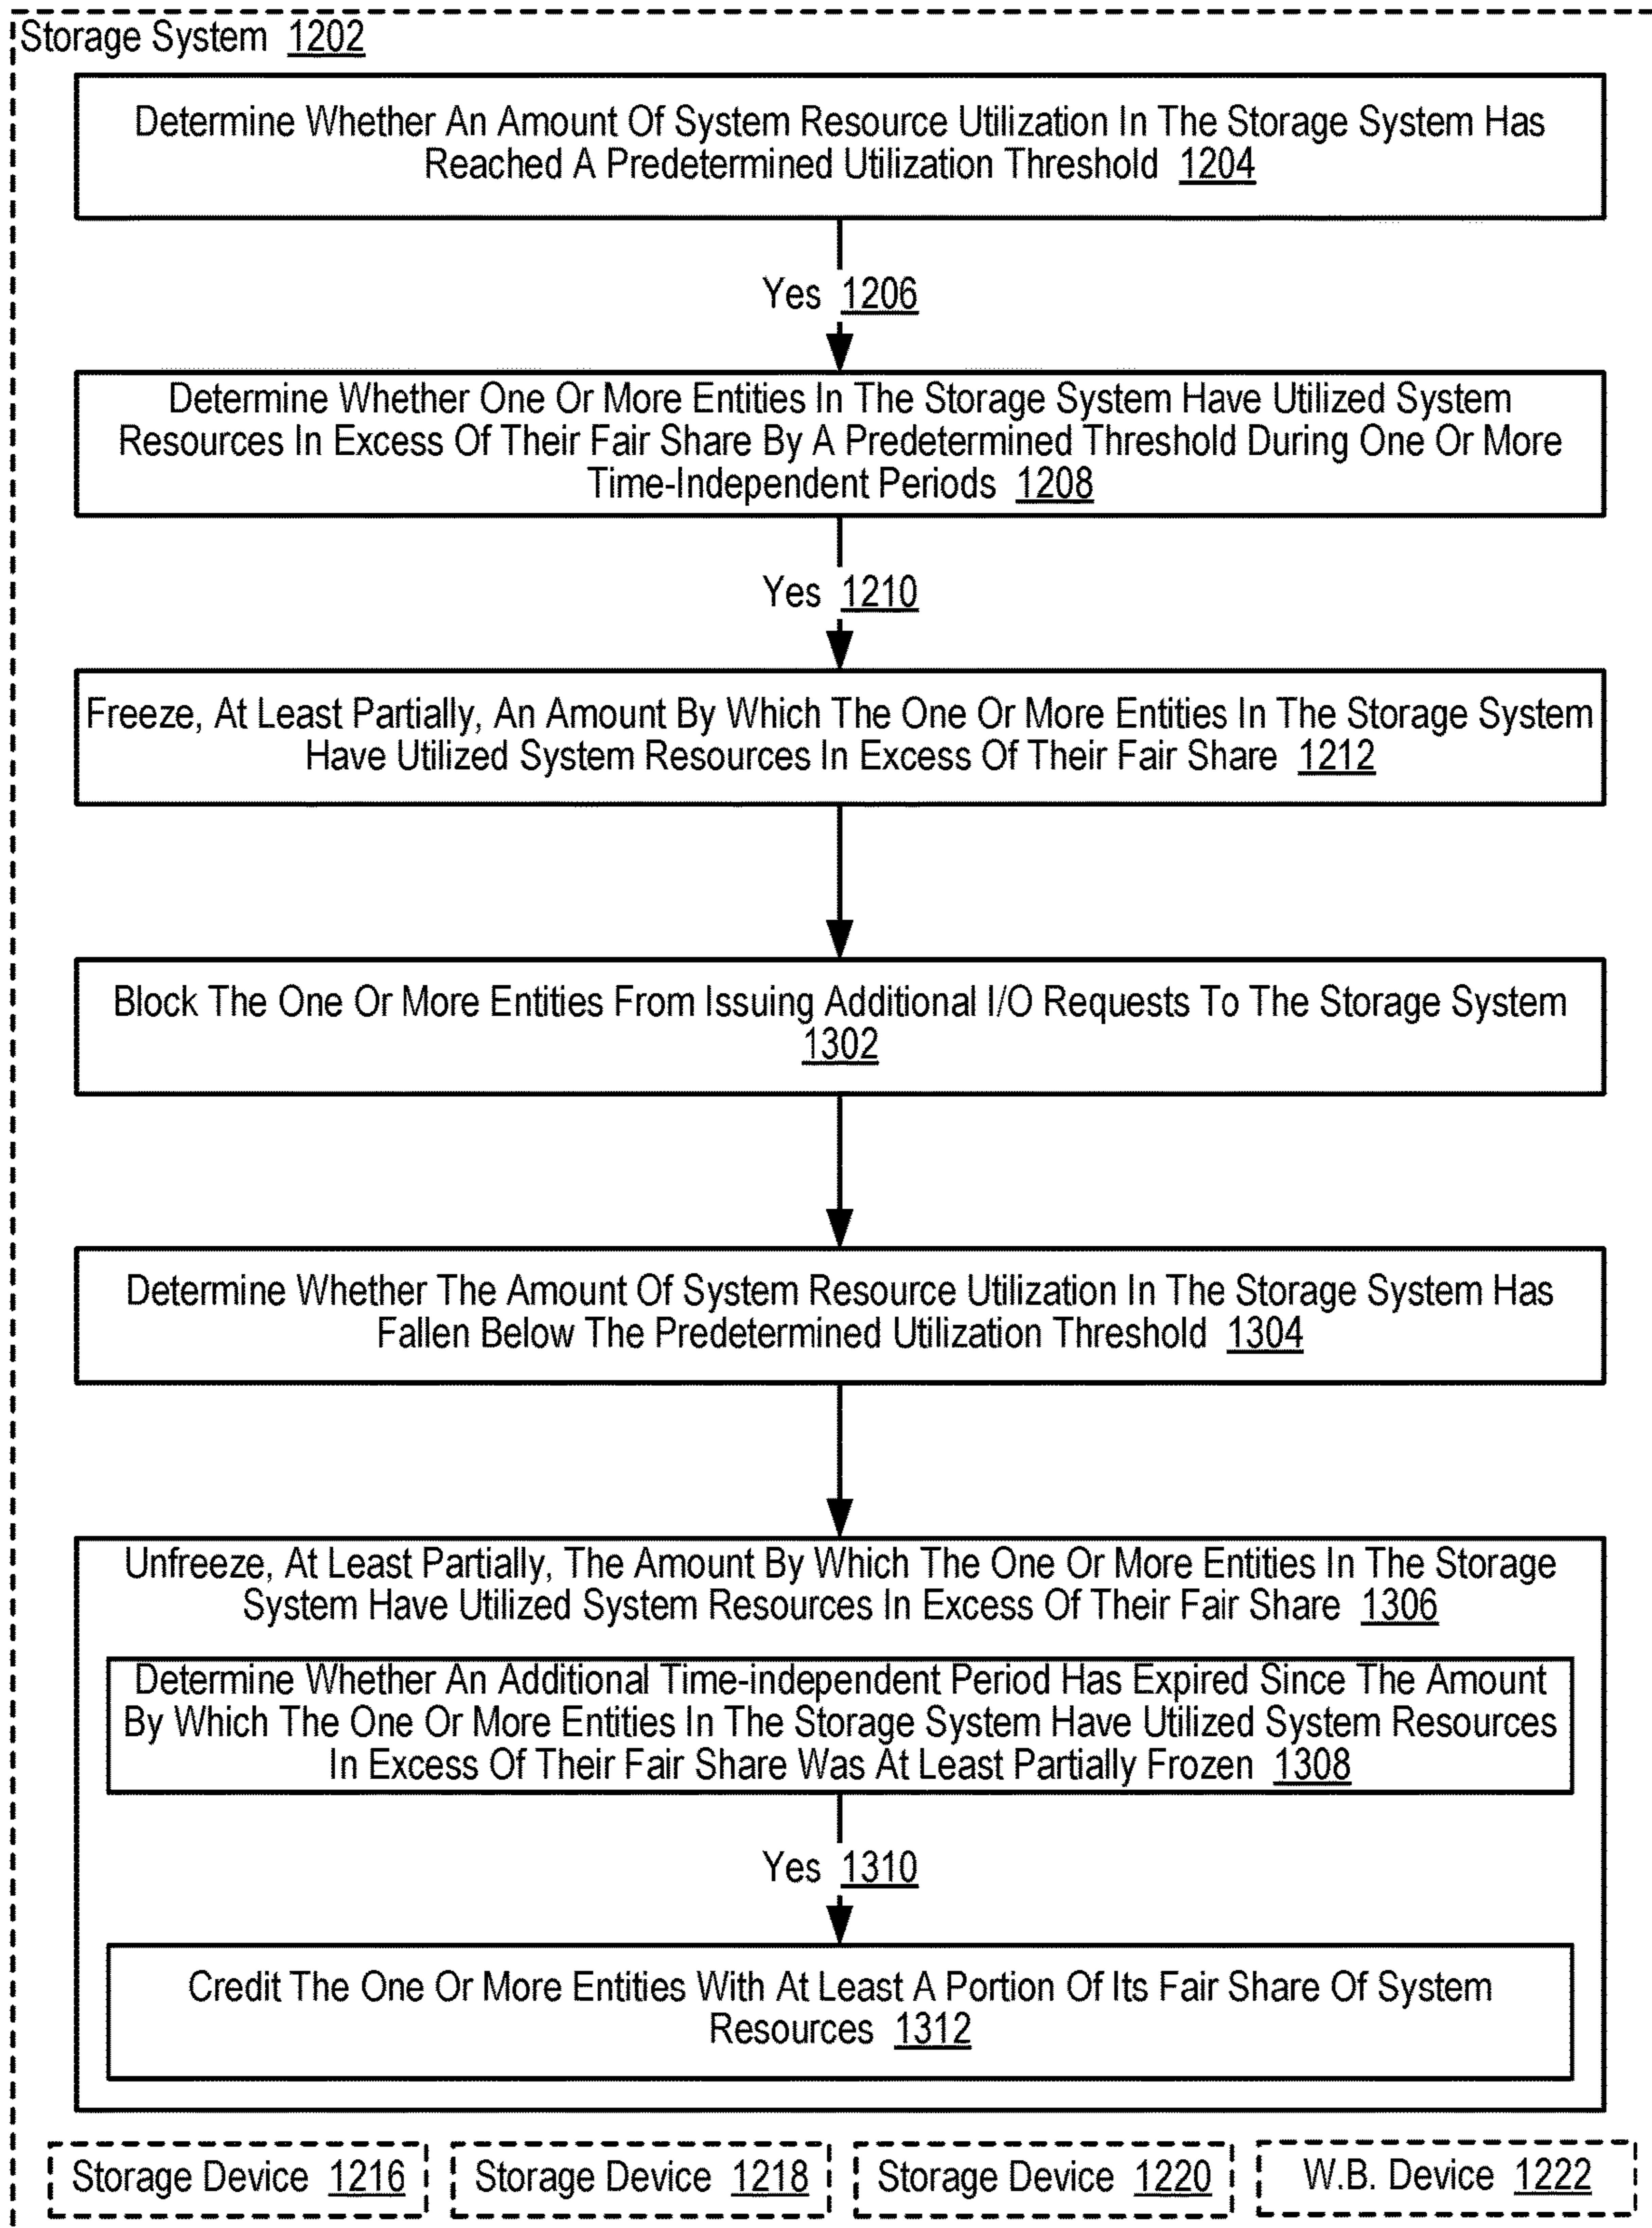 Storage System 1202
Determine Whether An Amount Of System Resource Utilization In The Storage System Has
Reached A Predetermined Utilization Threshold 1204
Yes 1206
Determine Whether One Or More Entities In The Storage System Have Utilized System
Resources In Excess Of Their Fair Share By A Predetermined Threshold During One Or More
Time-Independent Periods 1208
Yes 1210
Freeze, At Least Partially, An Amount By Which The One Or More Entities In The Storage System
Have Utilized System Resources In Excess Of Their Fair Share 1212
Block The One Or More Entities From Issuing Additional I/O Requests To The Storage System
1302
Determine Whether The Amount Of System Resource Utilization In The Storage System Has
Fallen Below The Predetermined Utilization Threshold 1304
Unfreeze, At Least Partially, The Amount By Which The One Or More Entities In The Storage
System Have Utilized System Resources In Excess Of Their Fair Share 1306
Determine Whether An Additional Time-independent Period Has Expired Since The Amount
By Which The One Or More Entities In The Storage System Have Utilized System Resources
In Excess Of Their Fair Share Was At Least Partially Frozen 1308
Yes 1310
Credit The One Or More Entities With At Least A Portion Of Its Fair Share Of System
Resources 1312
Storage Device 1216
Storage Device 1218
Storage Device 1220
W.B. Device 1222